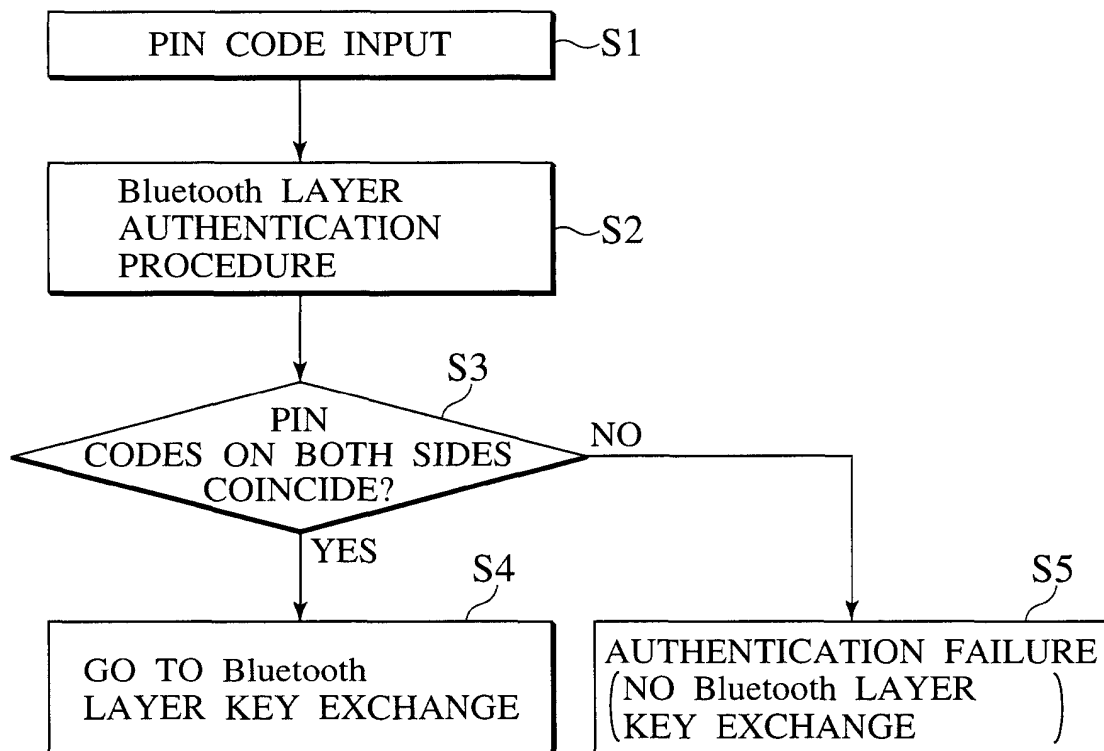 PIN CODE INPUT
S1
Bluetooth LAYER
AUTHENTICATION
PROCEDURE
S2
S3
PIN
CODES ON BOTH SIDES
COINCIDE?
NO
YES
S4
GO TO Bluetooth
LAYER KEY EXCHANGE
S5
AUTHENTICATION FAILURE
(NO Bluetooth LAYER
KEY EXCHANGE)